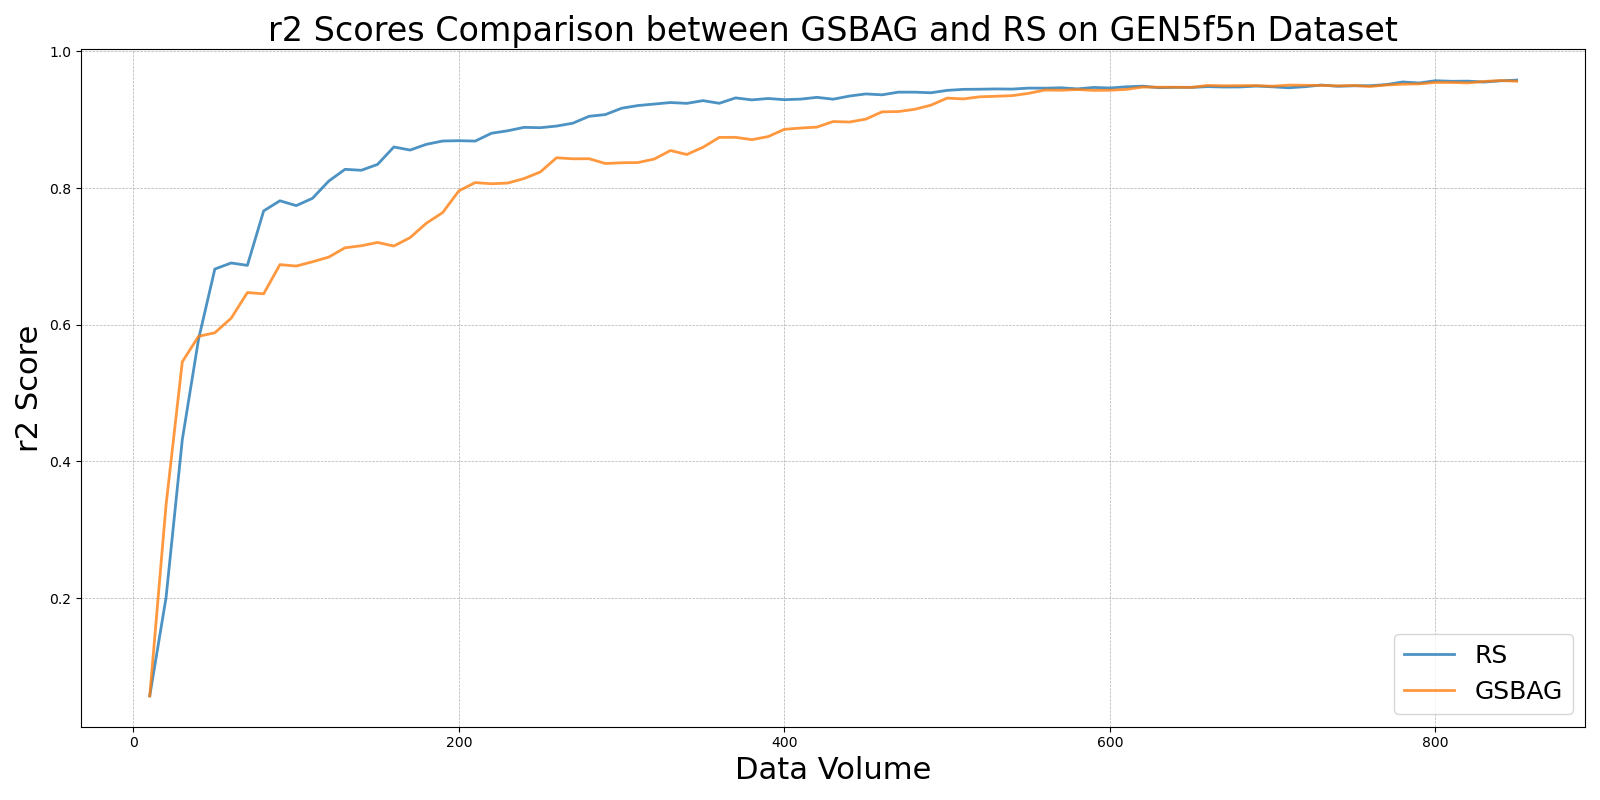 r2 Scores Comparison between GSBAG and RS on GEN5f5n Dataset
1.0
0.8
0.6
0.4
0.2
r2 Score
0 200 400 600 800
Data Volume
RS
GSBAG